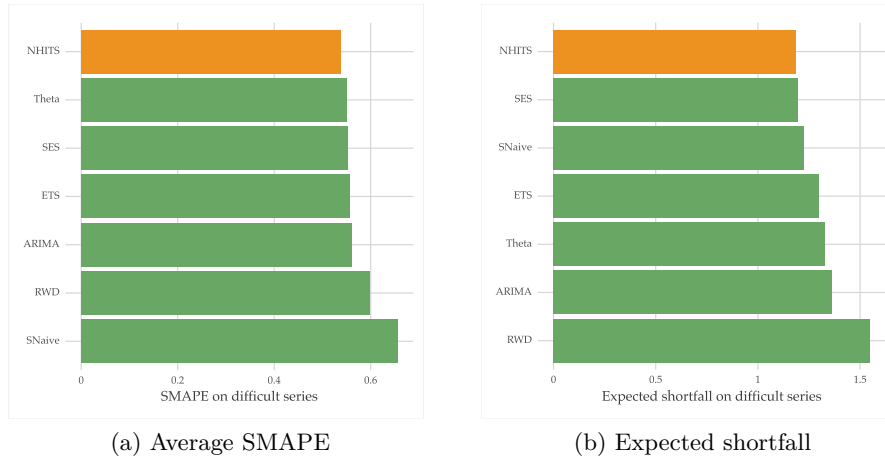 NHITS
Theta
SES
ETS
ARIMA
RWD
SNaive
0 0.2 0.4 0.6
SMAPE on difficult series
(a) Average SMAPE
NHITS
SES
SNaive
ETS
Theta
ARIMA
RWD
0 0.5 1 1.5
Expected shortfall on difficult series
(b) Expected shortfall